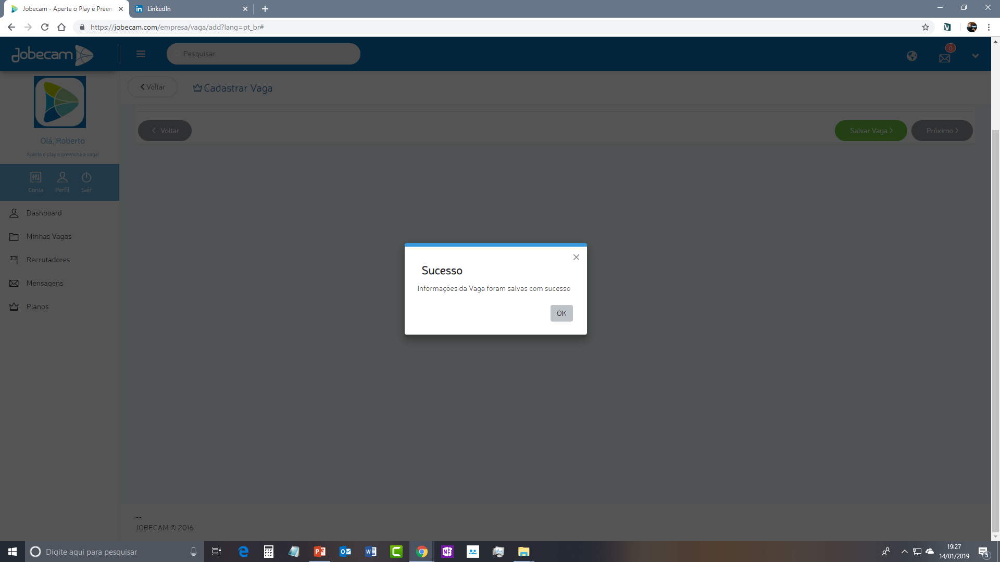 Jobecam - Aperte o Play e Preen
LinkedIn
https://jobecam.com/empresa/vaga/add?lang=pt_br#
Jobecam
Pesquisar
0
Voltar
Cadastrar Vaga
Voltar
Salvar Vaga
Próximo
Olá, Roberto
Aperte o play e preencha a vaga!
Conta
Perfil
Sair
Dashboard
Minhas Vagas
Recrutadores
Mensagens
Planos
Sucesso
Informações da Vaga foram salvas com sucesso
OK
--
JOBECAM © 2016
Digite aqui para pesquisar
19:27
14/01/2019
5